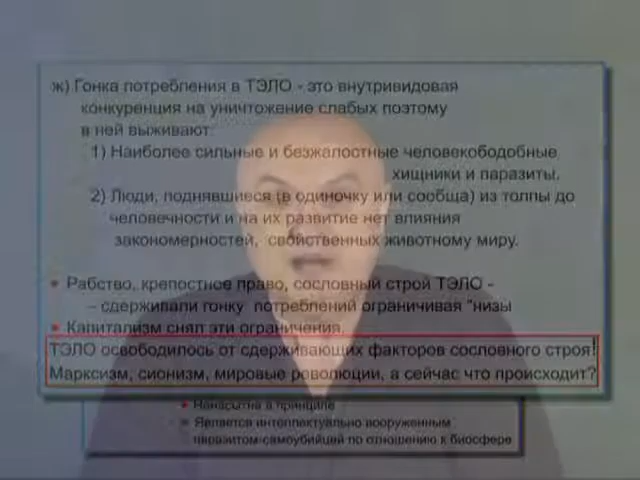 ж) Гонка потребления в ТЭЛО - это внутривидовая
конкуренция на уничтожение слабых поэтому
в ней выживают:
1) Наиболее сильные и безжалостные человекободобные
хищники и паразиты.
2) Люди, поднявшиеся (в одиночку или сообща) из толпы до
человечности и на их развитие нет влияния
закономерностей, свойственных животному миру.
• Рабство, крепостное право, сословный строй ТЭЛО -
- сдерживали гонку потреблений ограничивая "низы
• Капитализм снял эти ограничения.
ТЭЛО освободилось от сдерживающих факторов сословного строя!
Марксизм, сионизм, мировые революции, а сейчас что происходит?
• Ненасытна в принципе
• Является интеллектуально вооруженным
паразитом-самоубийцей по отношению к биосфере